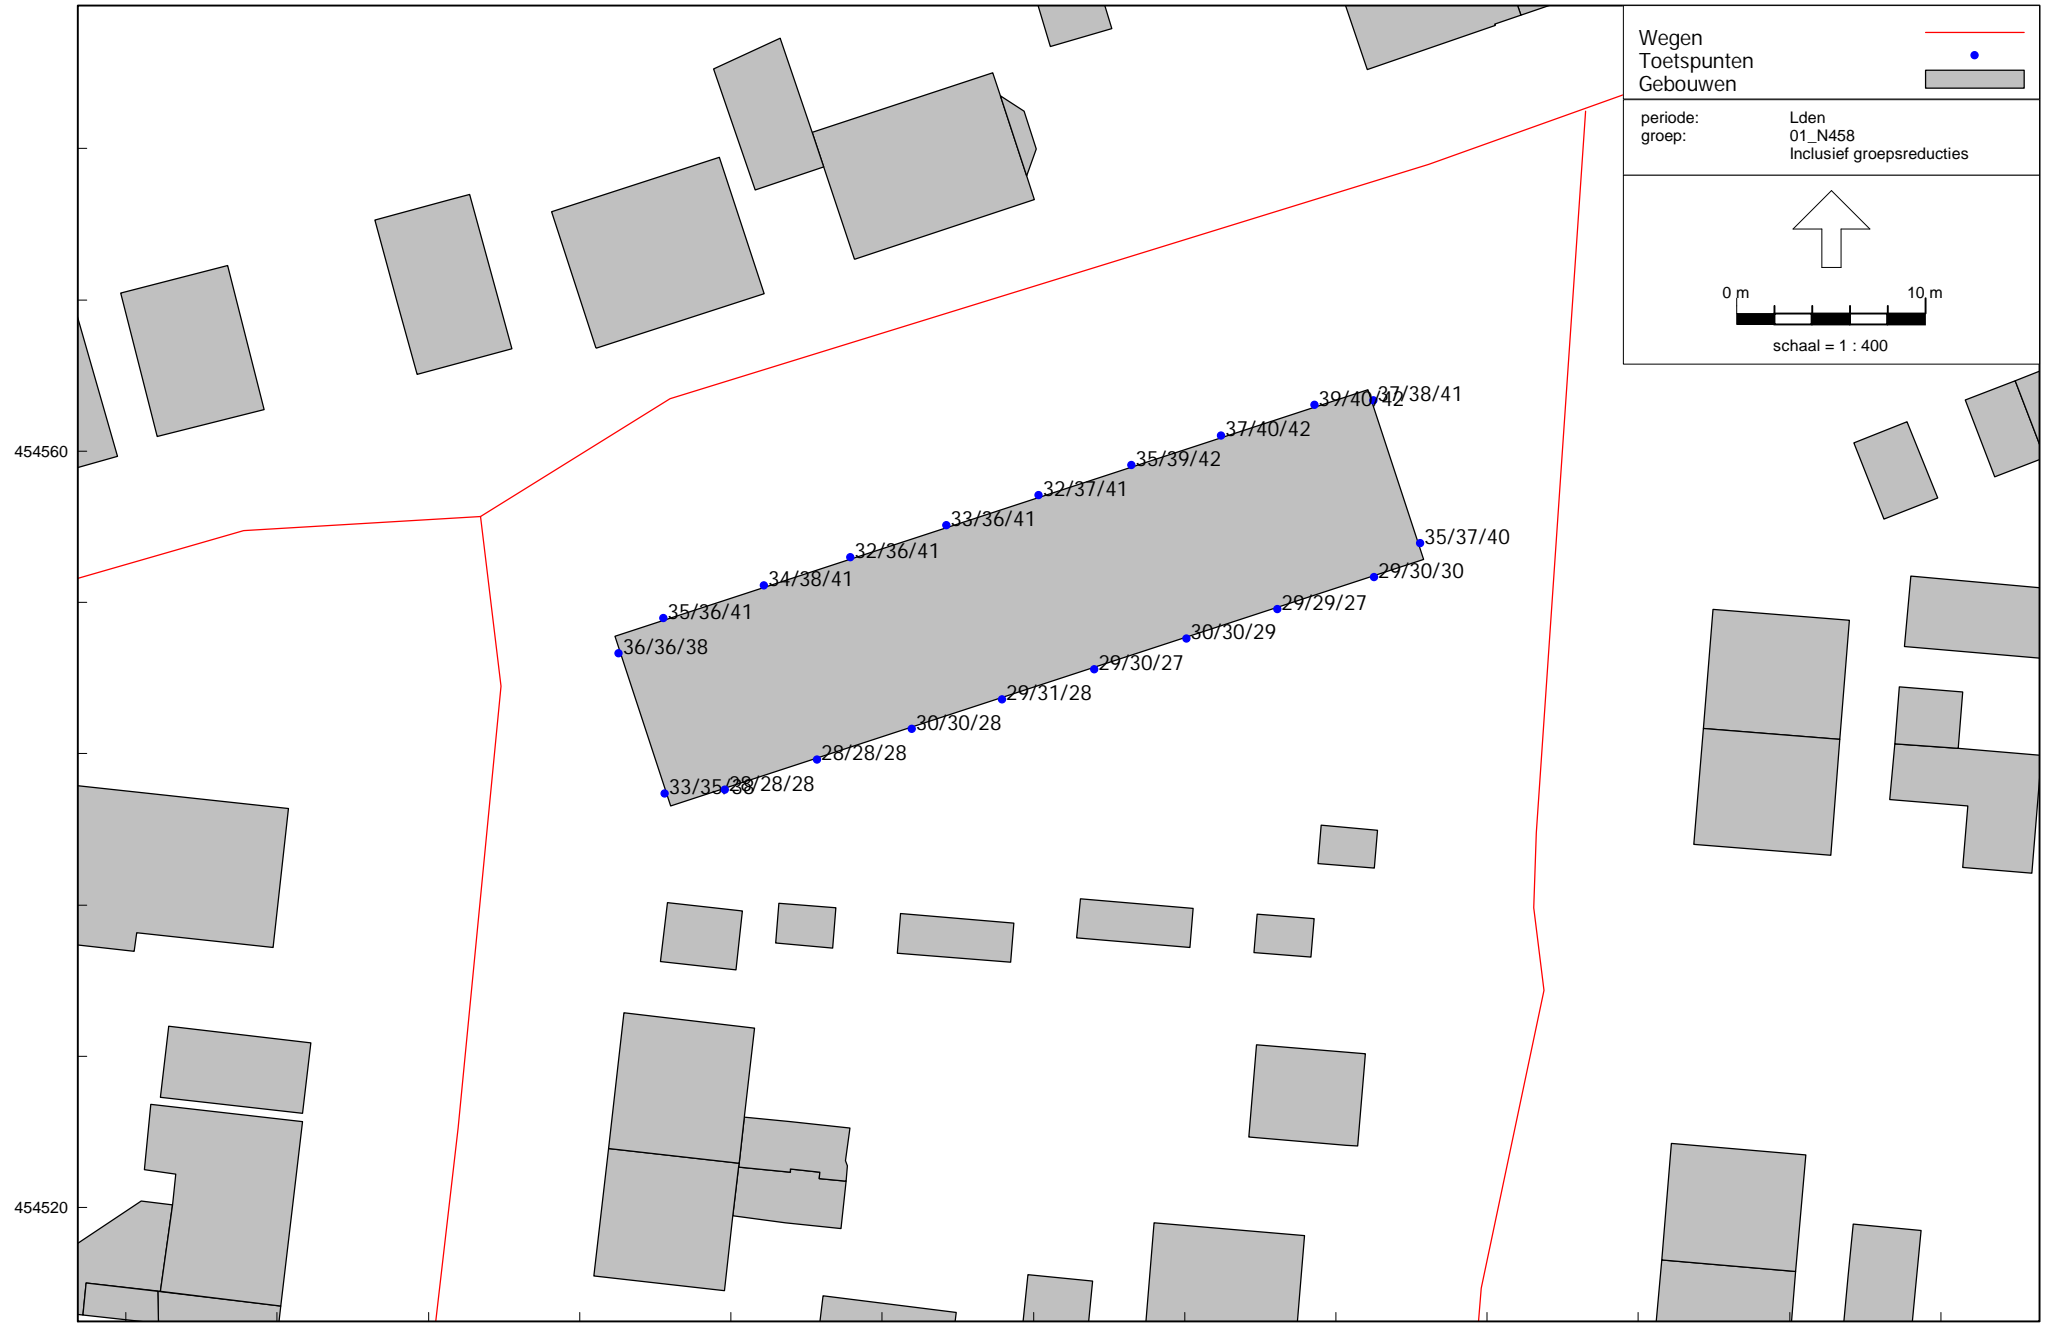 Wegen
Toetspunten
Gebouwen
periode: Lden
groep: 01_N458
Inclusief groepsreducties
0 m 10 m
schaal = 1 : 400
39/40/42
37/38/41
37/40/42
454560
35/39/42
32/37/41
33/36/41
35/37/40
32/36/41
29/30/30
34/38/41
29/29/27
35/36/41
30/30/29
36/36/38
29/30/27
29/31/28
30/30/28
28/28/28
33/35/38
28/28/28
454520